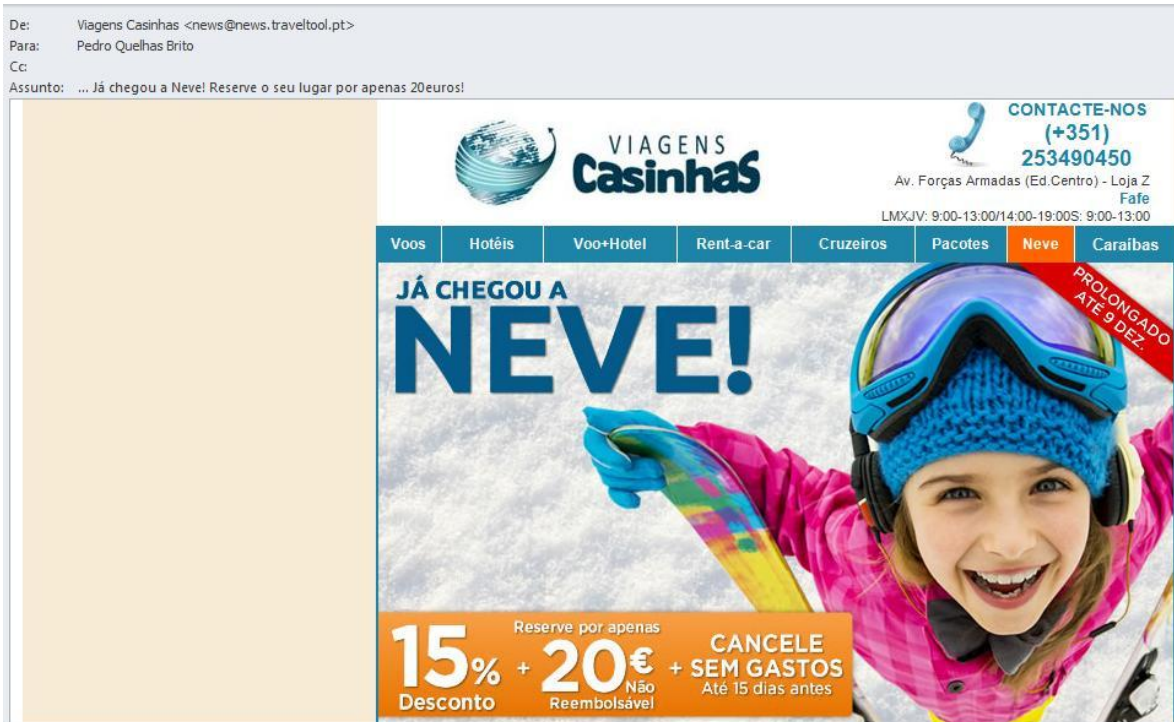 De: Viagens Casinhas <news@news.traveltool.pt>
Para: Pedro Quelhas Brito
Cc:
Assunto: ... Já chegou a Neve! Reserve o seu lugar por apenas 20euros!
VIAGENS
Casinhas
CONTACTE-NOS
(+351)
253490450
Av. Forças Armadas (Ed.Centro) - Loja Z
Fafe
LMXJV: 9:00-13:00/14:00-19:00S: 9:00-13:00
Voos Hotéis Voo+Hotel Rent-a-car Cruzeiros Pacotes Neve Caraíbas
JÁ CHEGOU A
NEVE!
PROLONGADO
ATÉ 9 DEZ.
15%
Desconto
+
Reserve por apenas
20€
Não
Reembolsável
+
CANCELE
SEM GASTOS
Até 15 dias antes